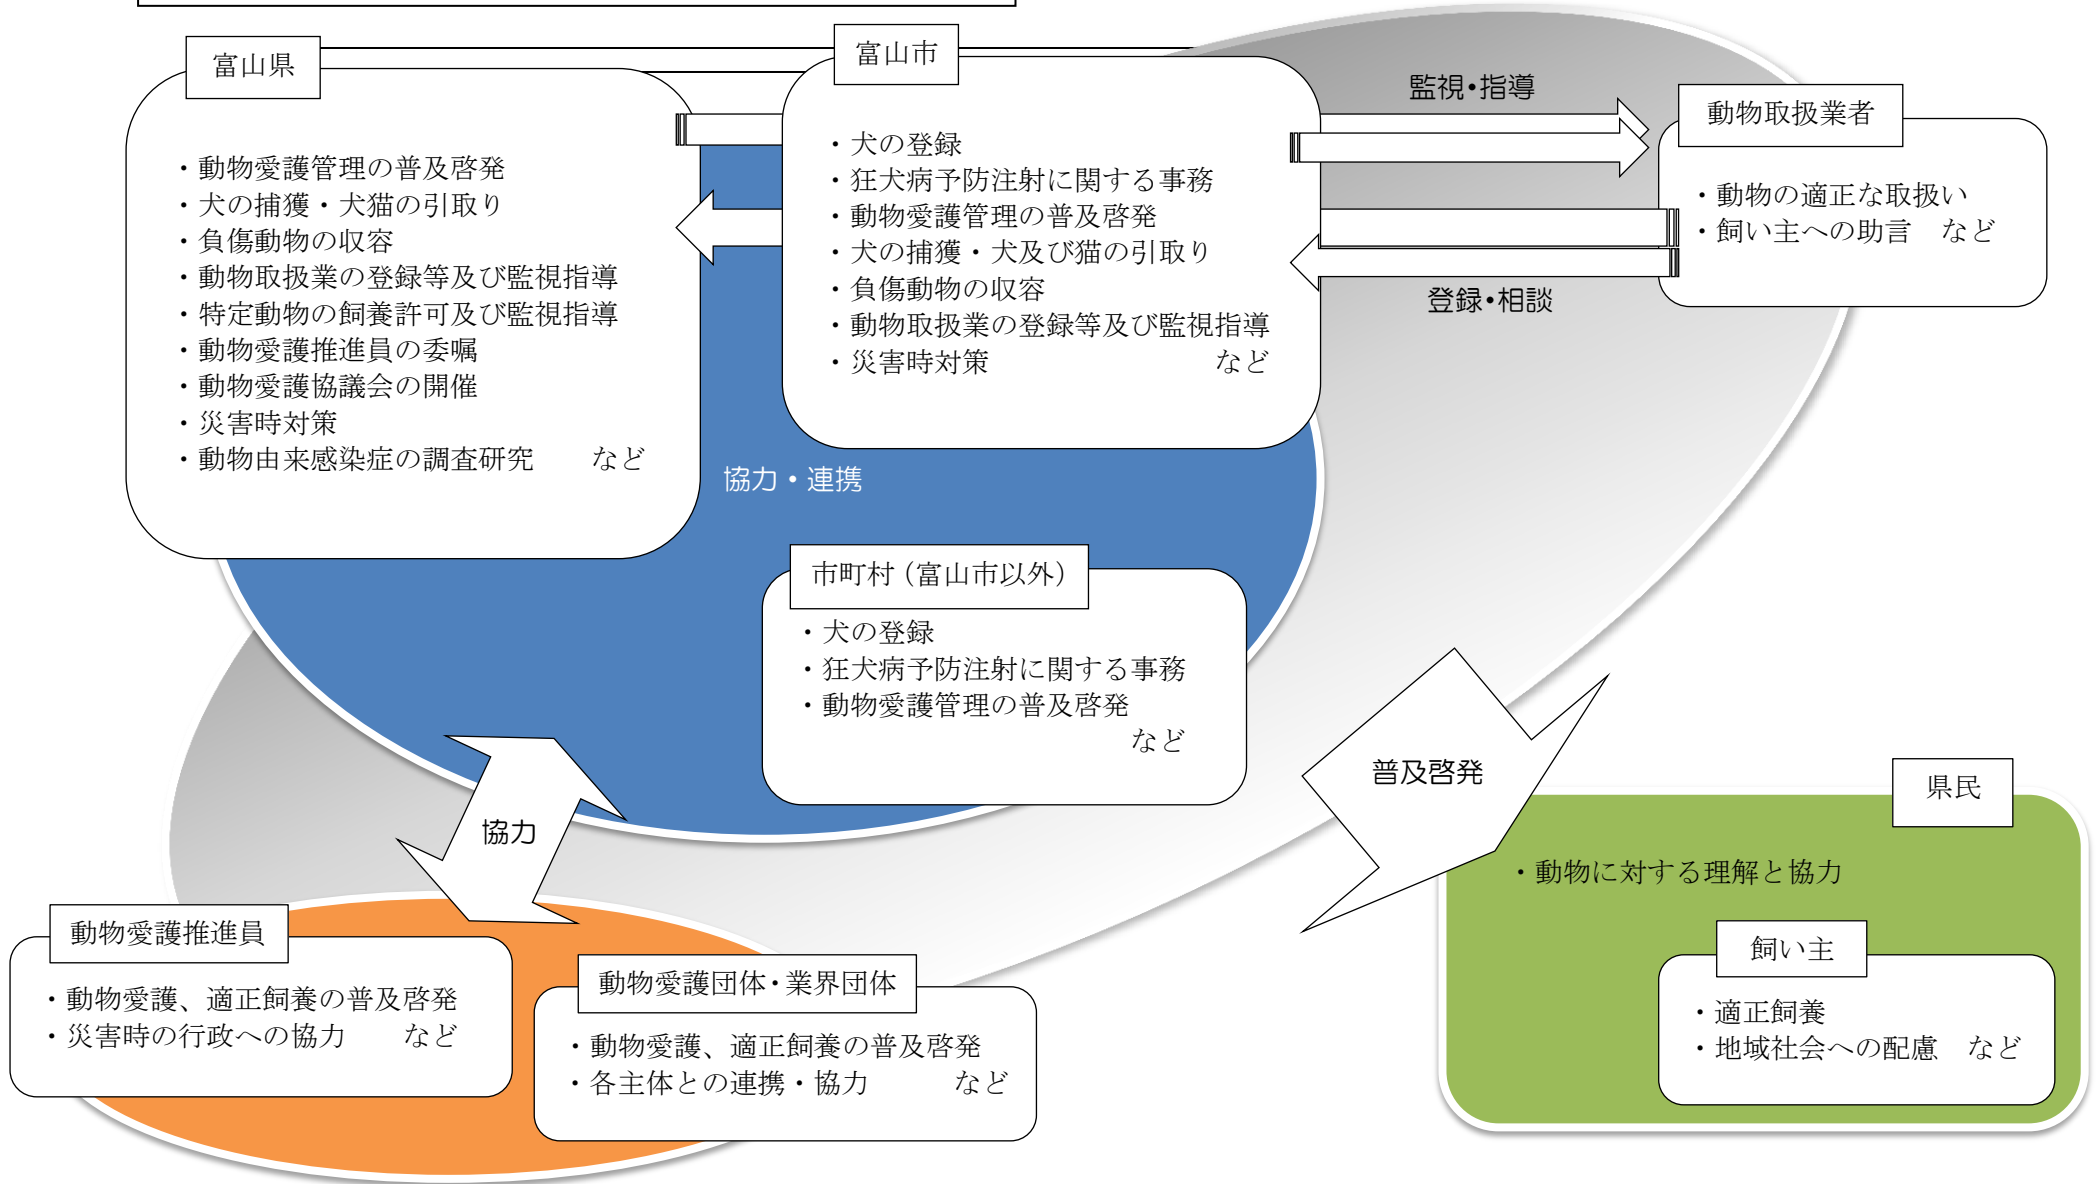 富山県
・動物愛護管理の普及啓発
・犬の捕獲・犬猫の引取り
・負傷動物の収容
・動物取扱業の登録等及び監視指導
・特定動物の飼養許可及び監視指導
・動物愛護推進員の委嘱
・動物愛護協議会の開催
・災害時対策
・動物由来感染症の調査研究　など
富山市
・犬の登録
・狂犬病予防注射に関する事務
・動物愛護管理の普及啓発
・犬の捕獲・犬及び猫の引取り
・負傷動物の収容
・動物取扱業の登録等及び監視指導
・災害時対策　など
監視・指導
動物取扱業者
・動物の適正な取扱い
・飼い主への助言　など
登録・相談
協力・連携
市町村（富山市以外）
・犬の登録
・狂犬病予防注射に関する事務
・動物愛護管理の普及啓発
など
協力
普及啓発
県民
・動物に対する理解と協力
飼い主
・適正飼養
・地域社会への配慮　など
動物愛護推進員
・動物愛護、適正飼養の普及啓発
・災害時の行政への協力　など
動物愛護団体・業界団体
・動物愛護、適正飼養の普及啓発
・各主体との連携・協力　など